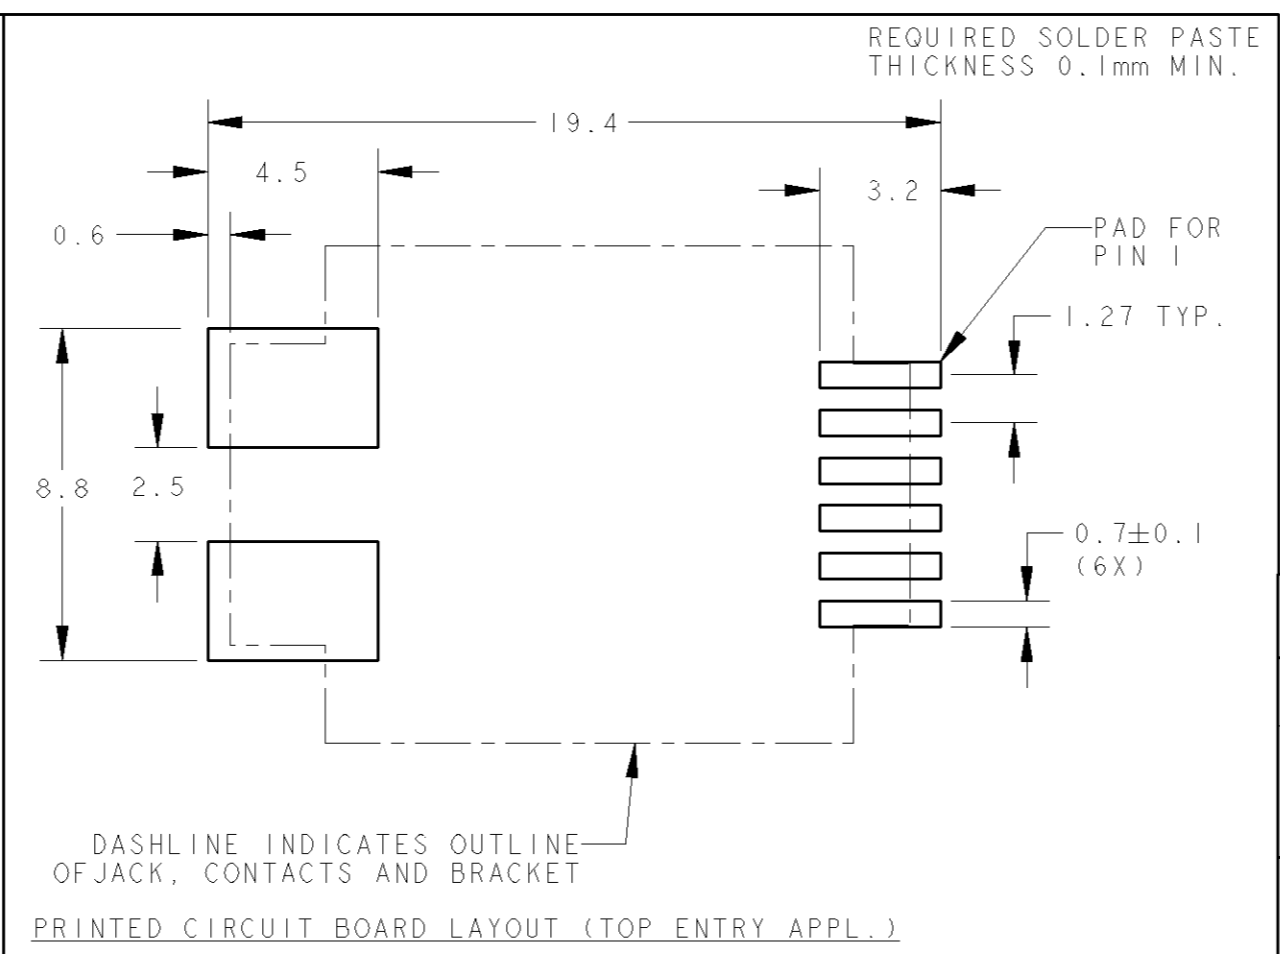 REQUIRED SOLDER PASTE
THICKNESS 0.1mm MIN.
19.4
4.5
3.2
0.6
PAD FOR
PIN 1
1.27 TYP.
8.8
2.5
0.7±0.1
(6X)
DASHLINE INDICATES OUTLINE
OF JACK, CONTACTS AND BRACKET
PRINTED CIRCUIT BOARD LAYOUT (TOP ENTRY APPL.)